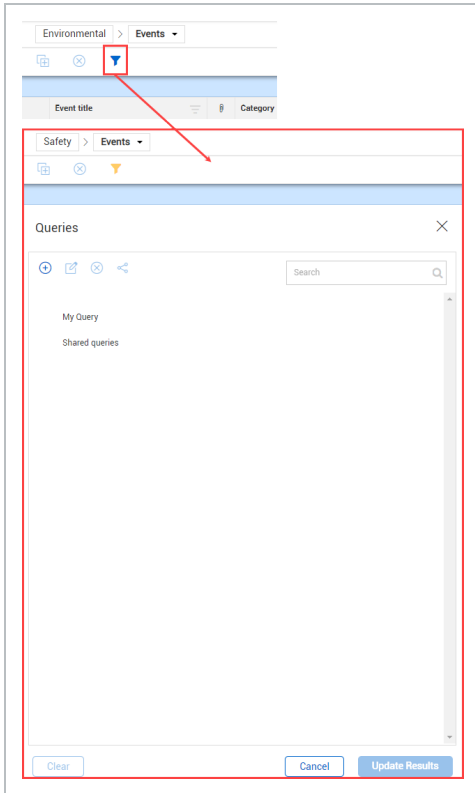 Environmental > Events
Event title Category
Safety > Events
Queries
Search
My Query
Shared queries
Clear Cancel Update Results